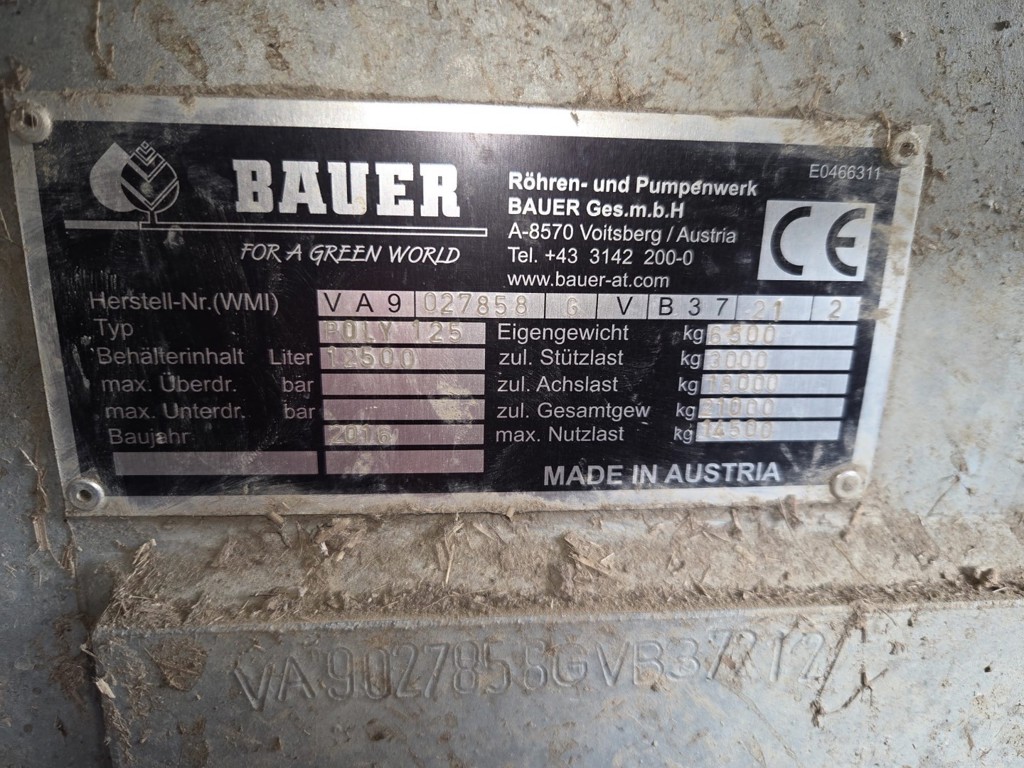 BAUER
FOR A GREEN WORLD
E0466311
Röhren- und Pumpenwerk
BAUER Ges.m.b.H
A-8570 Voitsberg / Austria
Tel. +43 3142 200-0
www.bauer-at.com
CE
Herstell-Nr.(WMI) VA9 027858 G V B37 21 2
Typ POLY 125 Eigengewicht kg 6500
Behälterinhalt Liter 12500 zul. Stützlast kg 3000
max. Überdr. bar zul. Achslast kg 18000
max. Unterdr. bar zul. Gesamtgew kg 21000
Baujahr 2016 max. Nutzlast kg 14500
MADE IN AUSTRIA
VA9027858GVB37212